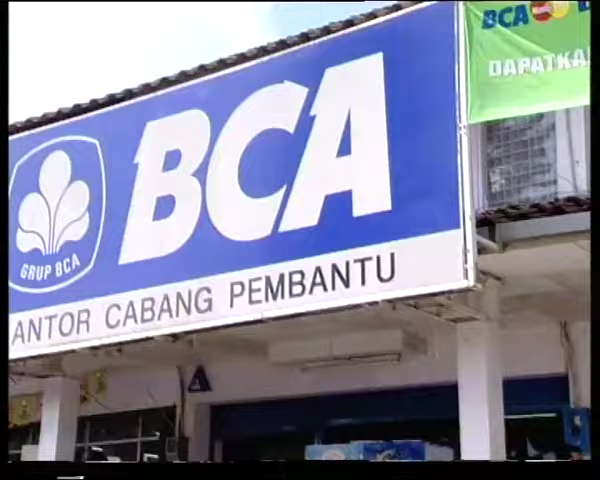 BCA
GRUP BCA
ANTOR CABANG PEMBANTU
BCA
DAPATKA